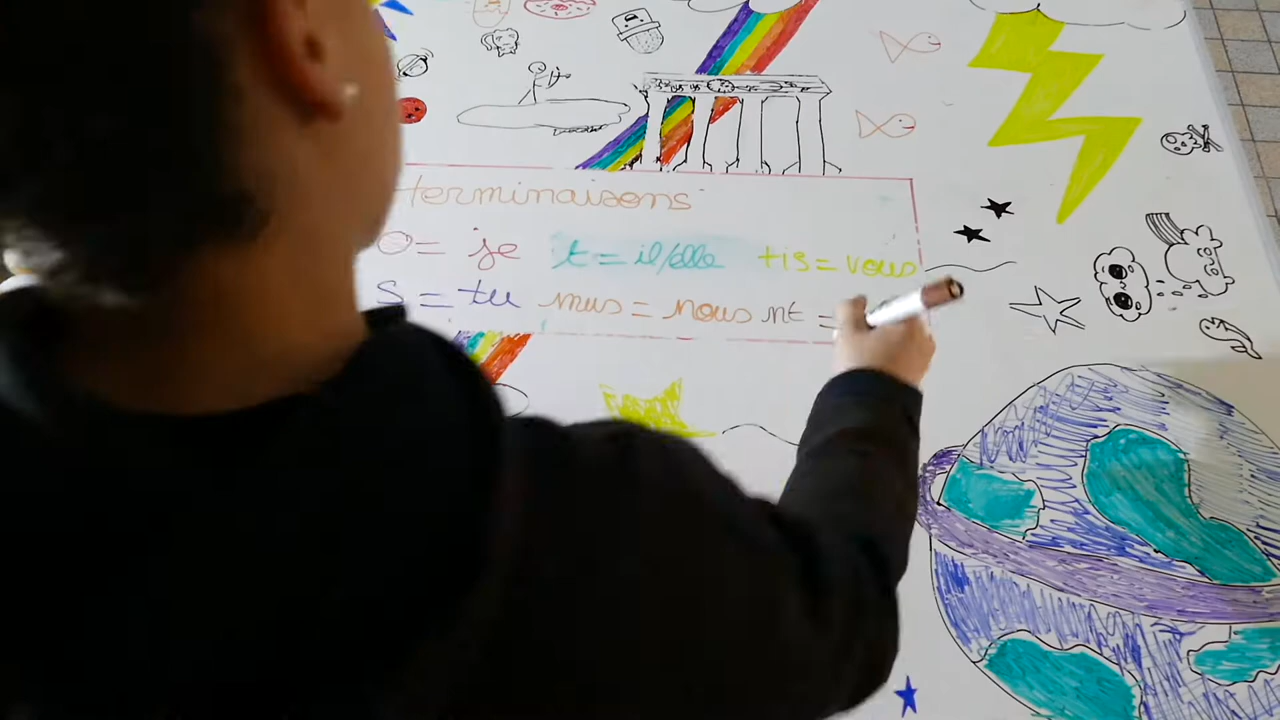 terminaisons
O = je t = il/elle tis = vous
S = tu mus = nous nt =